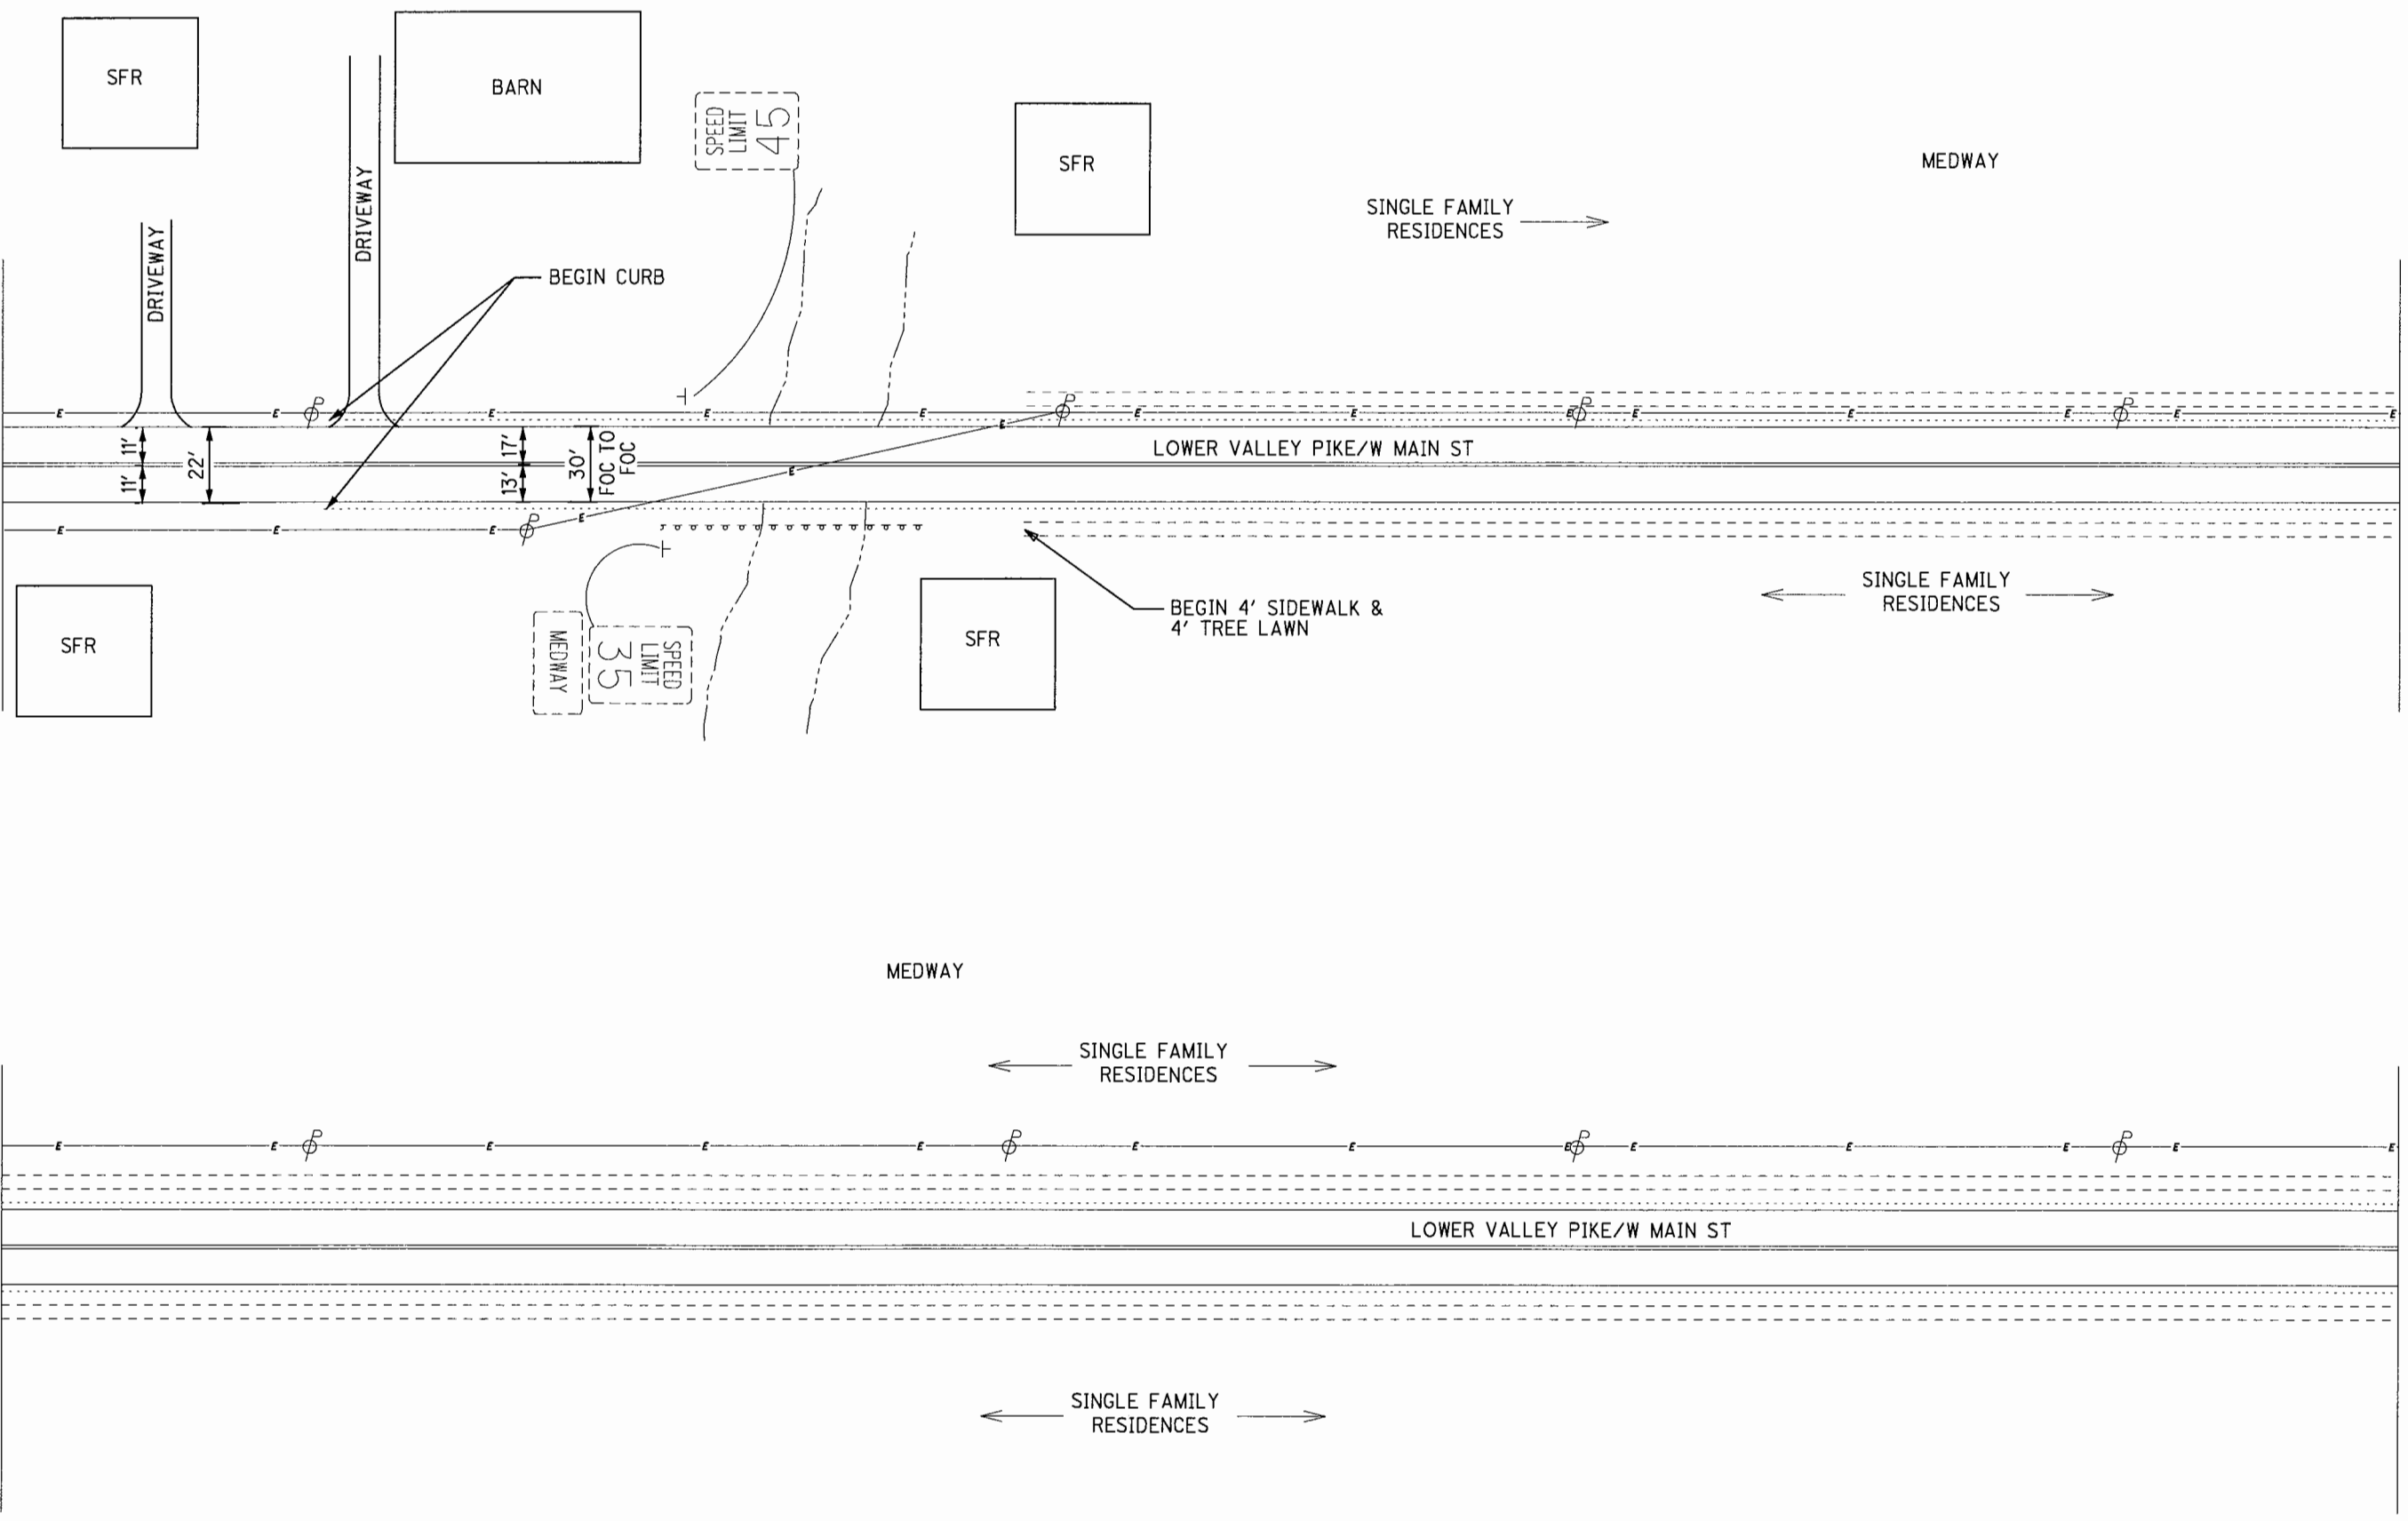 SFR
BARN
SPEED
LIMIT
45
SFR
MEDWAY
SINGLE FAMILY
RESIDENCES
DRIVEWAY
DRIVEWAY
BEGIN CURB
P
P
P
P
E
E
E
E
E
E
E
E
E
E
E
E
E
11'
11'
22'
17'
13'
30'
FOC TO
FOC
LOWER VALLEY PIKE/W MAIN ST
E
E
E
E
P
E
SINGLE FAMILY
RESIDENCES
BEGIN 4' SIDEWALK &
4' TREE LAWN
SFR
MEDWAY
SPEED
LIMIT
35
SFR
MEDWAY
SINGLE FAMILY
RESIDENCES
P
P
P
P
E
E
E
E
E
E
E
E
E
E
E
E
LOWER VALLEY PIKE/W MAIN ST
SINGLE FAMILY
RESIDENCES